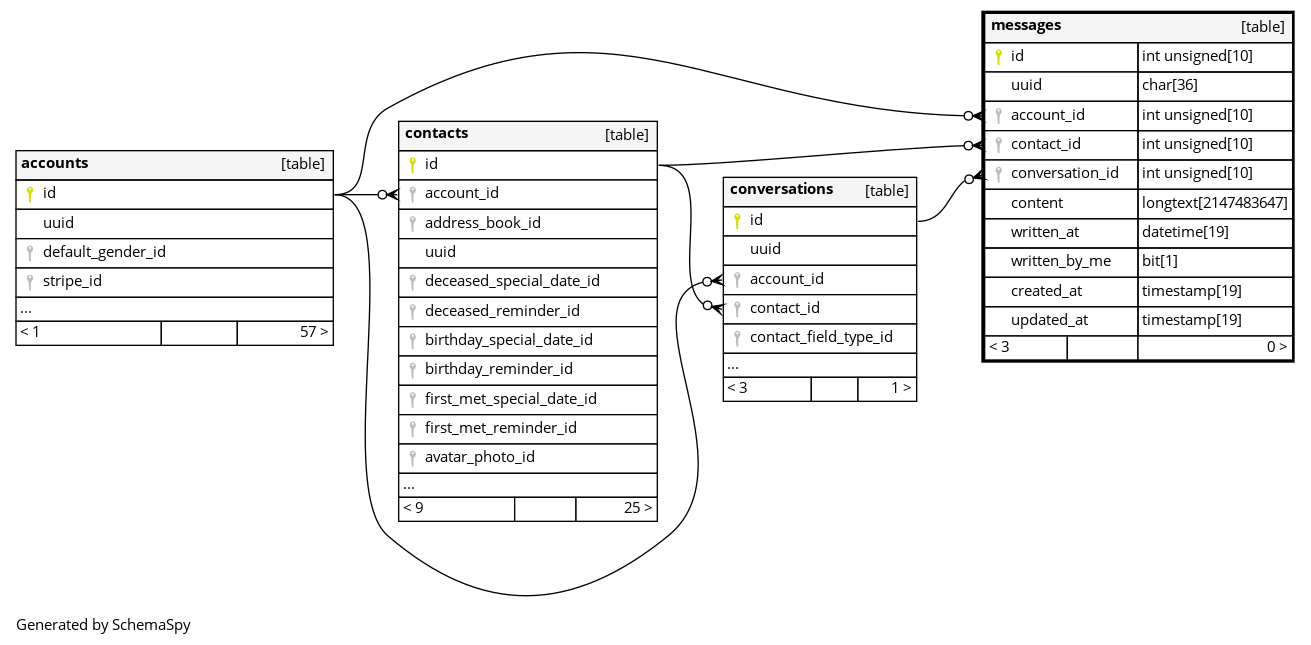 accounts [table]
id
uuid
default_gender_id
stripe_id
...
< 1 57 >
contacts [table]
id
account_id
address_book_id
uuid
deceased_special_date_id
deceased_reminder_id
birthday_special_date_id
birthday_reminder_id
first_met_special_date_id
first_met_reminder_id
avatar_photo_id
...
< 9 25 >
conversations [table]
id
uuid
account_id
contact_id
contact_field_type_id
...
< 3 1 >
messages [table]
id int unsigned[10]
uuid char[36]
account_id int unsigned[10]
contact_id int unsigned[10]
conversation_id int unsigned[10]
content longtext[2147483647]
written_at datetime[19]
written_by_me bit[1]
created_at timestamp[19]
updated_at timestamp[19]
< 3 0 >
Generated by SchemaSpy